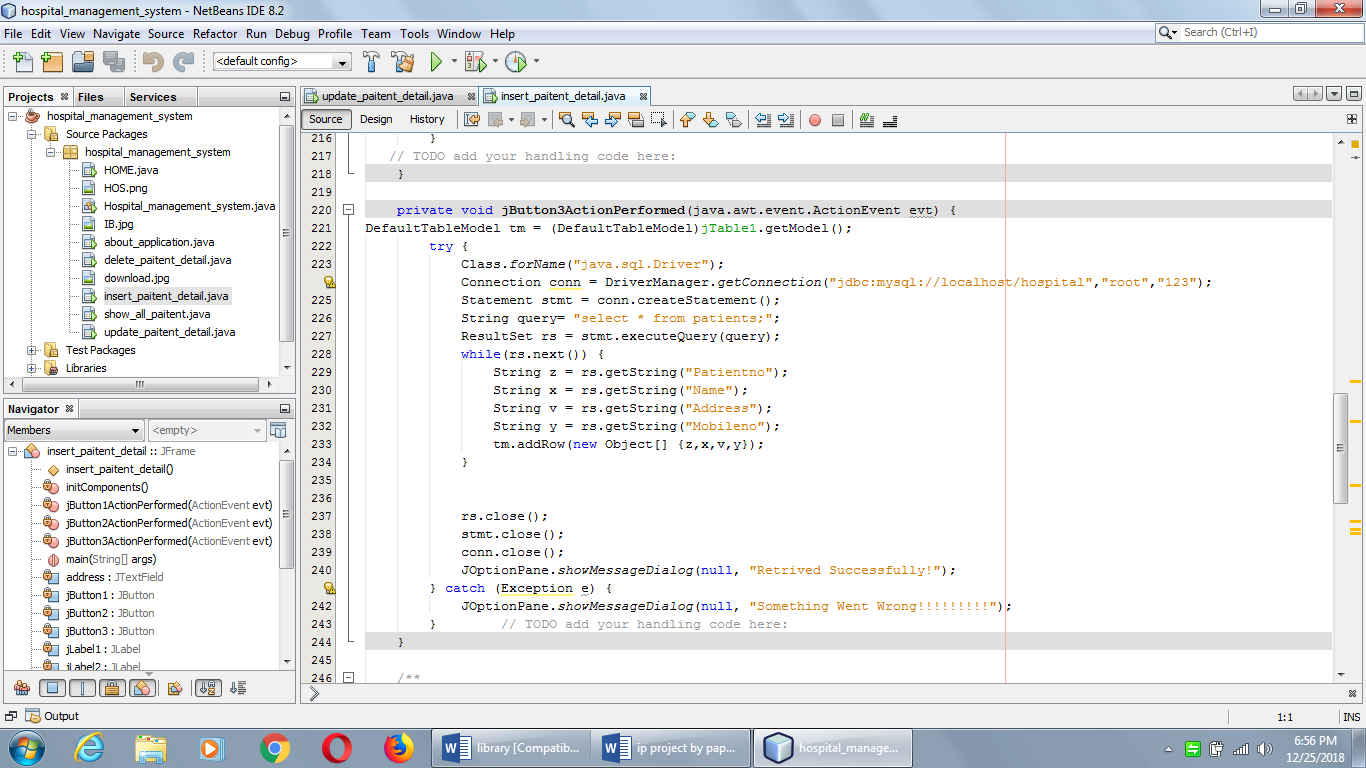 hospital_management_system - NetBeans IDE 8.2
File Edit View Navigate Source Refactor Run Debug Profile Team Tools Window Help
Search (Ctrl+I)
<default config>
Projects Files Services
hospital_management_system
Source Packages
hospital_management_system
HOME.java
HOS.png
Hospital_management_system.java
IB.jpg
about_application.java
delete_paitent_detail.java
download.jpg
insert_paitent_detail.java
show_all_paitent.java
update_paitent_detail.java
Test Packages
Libraries
Navigator
Members <empty>
insert_paitent_detail :: JFrame
insert_paitent_detail()
initComponents()
jButton1ActionPerformed(ActionEvent evt)
jButton2ActionPerformed(ActionEvent evt)
jButton3ActionPerformed(ActionEvent evt)
main(String[] args)
address : JTextField
jButton1 : JButton
jButton2 : JButton
jButton3 : JButton
jLabel1 : JLabel
jLabel2 : JLabel
update_paitent_detail.java insert_paitent_detail.java
Source Design History
216 }
217 // TODO add your handling code here:
218 }
219
220 private void jButton3ActionPerformed(java.awt.event.ActionEvent evt) {
221 DefaultTableModel tm = (DefaultTableModel)jTable1.getModel();
222 try {
223 Class.forName("java.sql.Driver");
Connection conn = DriverManager.getConnection("jdbc:mysql://localhost/hospital","root","123");
225 Statement stmt = conn.createStatement();
226 String query= "select * from patients;";
227 ResultSet rs = stmt.executeQuery(query);
228 while(rs.next()) {
229 String z = rs.getString("Patientno");
230 String x = rs.getString("Name");
231 String v = rs.getString("Address");
232 String y = rs.getString("Mobileno");
233 tm.addRow(new Object[] {z,x,v,y});
234 }
235
236
237 rs.close();
238 stmt.close();
239 conn.close();
240 JOptionPane.showMessageDialog(null, "Retrived Successfully!");
} catch (Exception e) {
242 JOptionPane.showMessageDialog(null, "Something Went Wrong!!!!!!!!!");
243 } // TODO add your handling code here:
244 }
245
246 /**
Output
1:1 INS
library [Compatib... ip project by pap... hospital_manage...
6:56 PM
12/25/2018